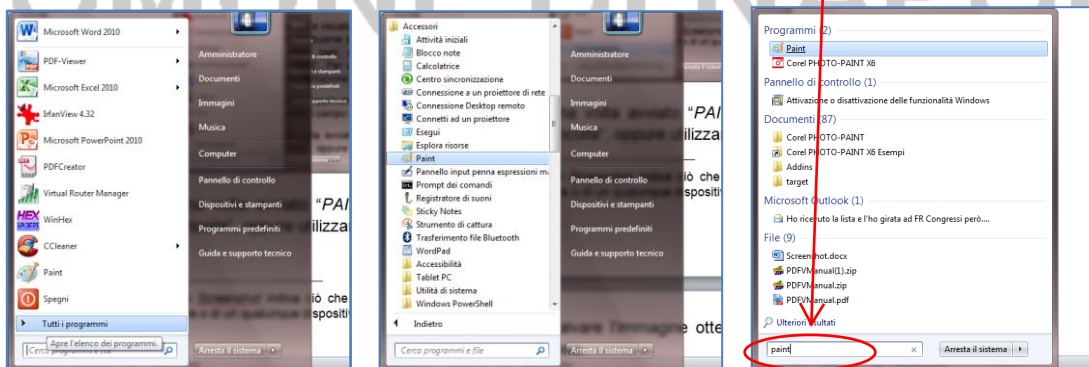 Microsoft Word 2010
PDF-Viewer
Microsoft Excel 2010
IrfanView 4.32
Microsoft PowerPoint 2010
PDFCreator
Virtual Router Manager
WinHex
CCleaner
Paint
Spegni
Tutti i programmi
Apre l'elenco dei programmi.
Cerca programmi e file
Amministratore
Documenti
Immagini
Musica
Computer
Pannello di controllo
Dispositivi e stampanti
Programmi predefiniti
Guida e supporto tecnico
Arresta il sistema
Accessori
Attività iniziali
Blocco note
Calcolatrice
Centro sincronizzazione
Connessione a un proiettore di rete
Connessione Desktop remoto
Connetti ad un proiettore
Esegui
Esplora risorse
Paint
Pannello input penna espressioni m
Prompt dei comandi
Registratore di suoni
Sticky Notes
Strumento di cattura
Trasferimento file Bluetooth
WordPad
Accessibilità
Tablet PC
Utilità di sistema
Windows PowerShell
Indietro
Cerca programmi e file
Amministratore
Documenti
Immagini
Musica
Computer
Pannello di controllo
Dispositivi e stampanti
Programmi predefiniti
Guida e supporto tecnico
Arresta il sistema
Programmi (2)
Paint
Corel PHOTO-PAINT X6
Pannello di controllo (1)
Attivazione o disattivazione delle funzionalità Windows
Documenti (87)
Corel PHOTO-PAINT
Corel PHOTO-PAINT X6 Esempi
Addins
target
Microsoft Outlook (1)
Ho ricevuto la lista e l'ho girata ad FR Congressi però....
File (9)
Screenshot.docx
PDFVManual(1).zip
PDFVManual.zip
PDFVManual.pdf
Ulteriori risultati
paint
Arresta il sistema